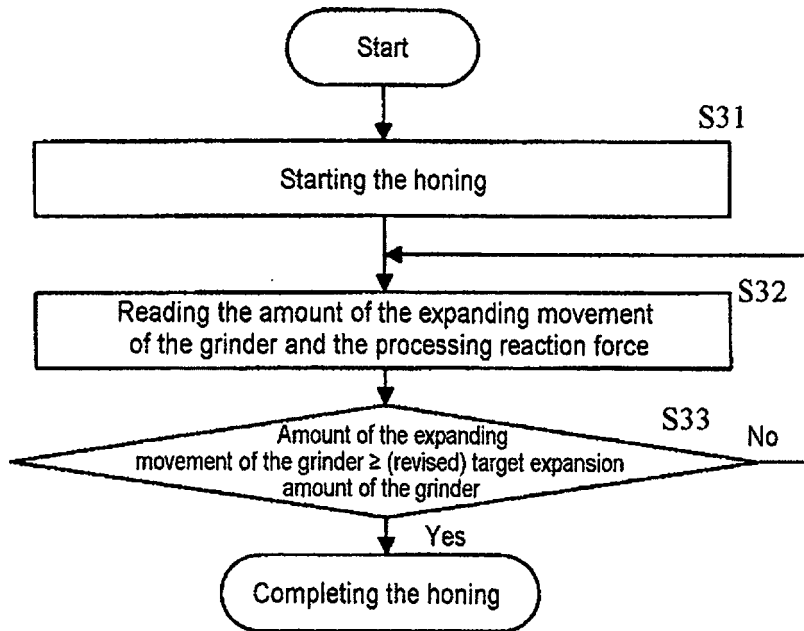 Start
S31
Starting the honing
S32
Reading the amount of the expanding movement
of the grinder and the processing reaction force
S33
Amount of the expanding
movement of the grinder ≥ (revised) target expansion
amount of the grinder
No
Yes
Completing the honing